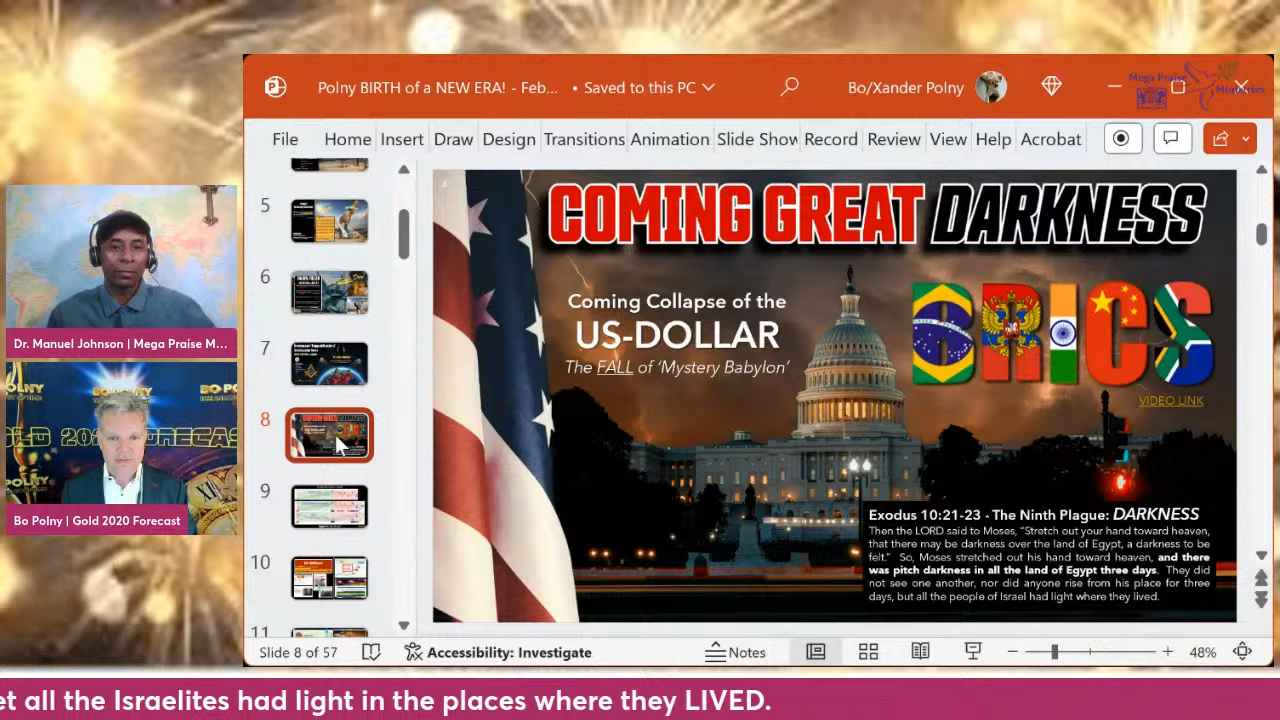 Polny BIRTH of a NEW ERA! - Feb... • Saved to this PC
Bo/Xander Polny
Mega Praise
Ministries
File Home Insert Draw Design Transitions Animation Slide Show Record Review View Help Acrobat
5
6
7
8
9
10
11
6
COMING GREAT DARKNESS
Coming Collapse of the
US-DOLLAR
The FALL of ‘Mystery Babylon’
BRICS
VIDEO LINK
Exodus 10:21-23 - The Ninth Plague: DARKNESS
Then the LORD said to Moses, "Stretch out your hand toward heaven,
that there may be darkness over the land of Egypt, a darkness to be
felt." So, Moses stretched out his hand toward heaven, and there
was pitch darkness in all the land of Egypt three days. They did
not see one another, nor did anyone rise from his place for three
days, but all the people of Israel had light where they lived.
Dr. Manuel Johnson | Mega Praise M...
BO POLNY
GOLD 2020 FORECAST
XII
Bo Polny | Gold 2020 Forecast
Slide 8 of 57
Accessibility: Investigate
Notes
48%
et all the Israelites had light in the places where they LIVED.